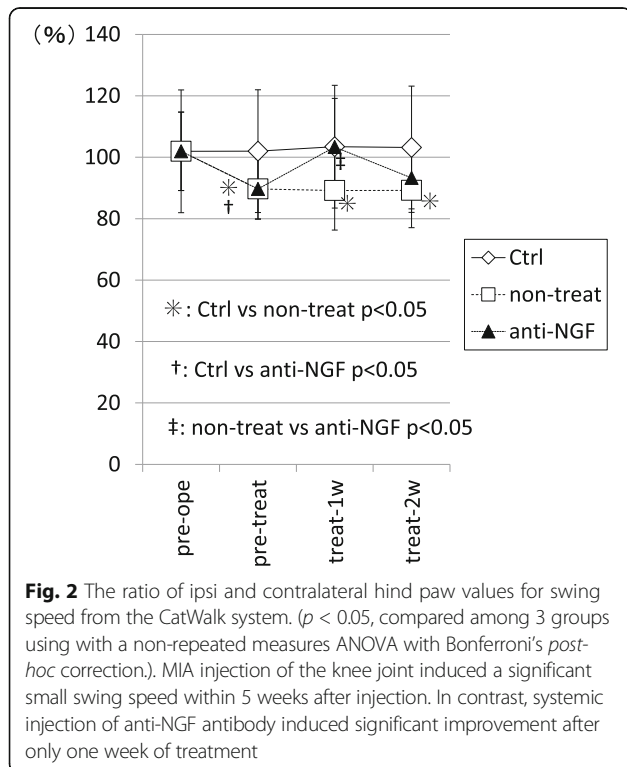 (%)
140
120
100
80
60
40
20
0
✳
†
‡
✳
✳
✳: Ctrl vs non-treat p<0.05
†: Ctrl vs anti-NGF p<0.05
‡: non-treat vs anti-NGF p<0.05
pre-ope
pre-treat
treat-1w
treat-2w
Ctrl
non-treat
anti-NGF
Fig. 2 The ratio of ipsi and contralateral hind paw values for swing
speed from the CatWalk system. (p < 0.05, compared among 3 groups
using with a non-repeated measures ANOVA with Bonferroni's post-
hoc correction.). MIA injection of the knee joint induced a significant
small swing speed within 5 weeks after injection. In contrast, systemic
injection of anti-NGF antibody induced significant improvement after
only one week of treatment